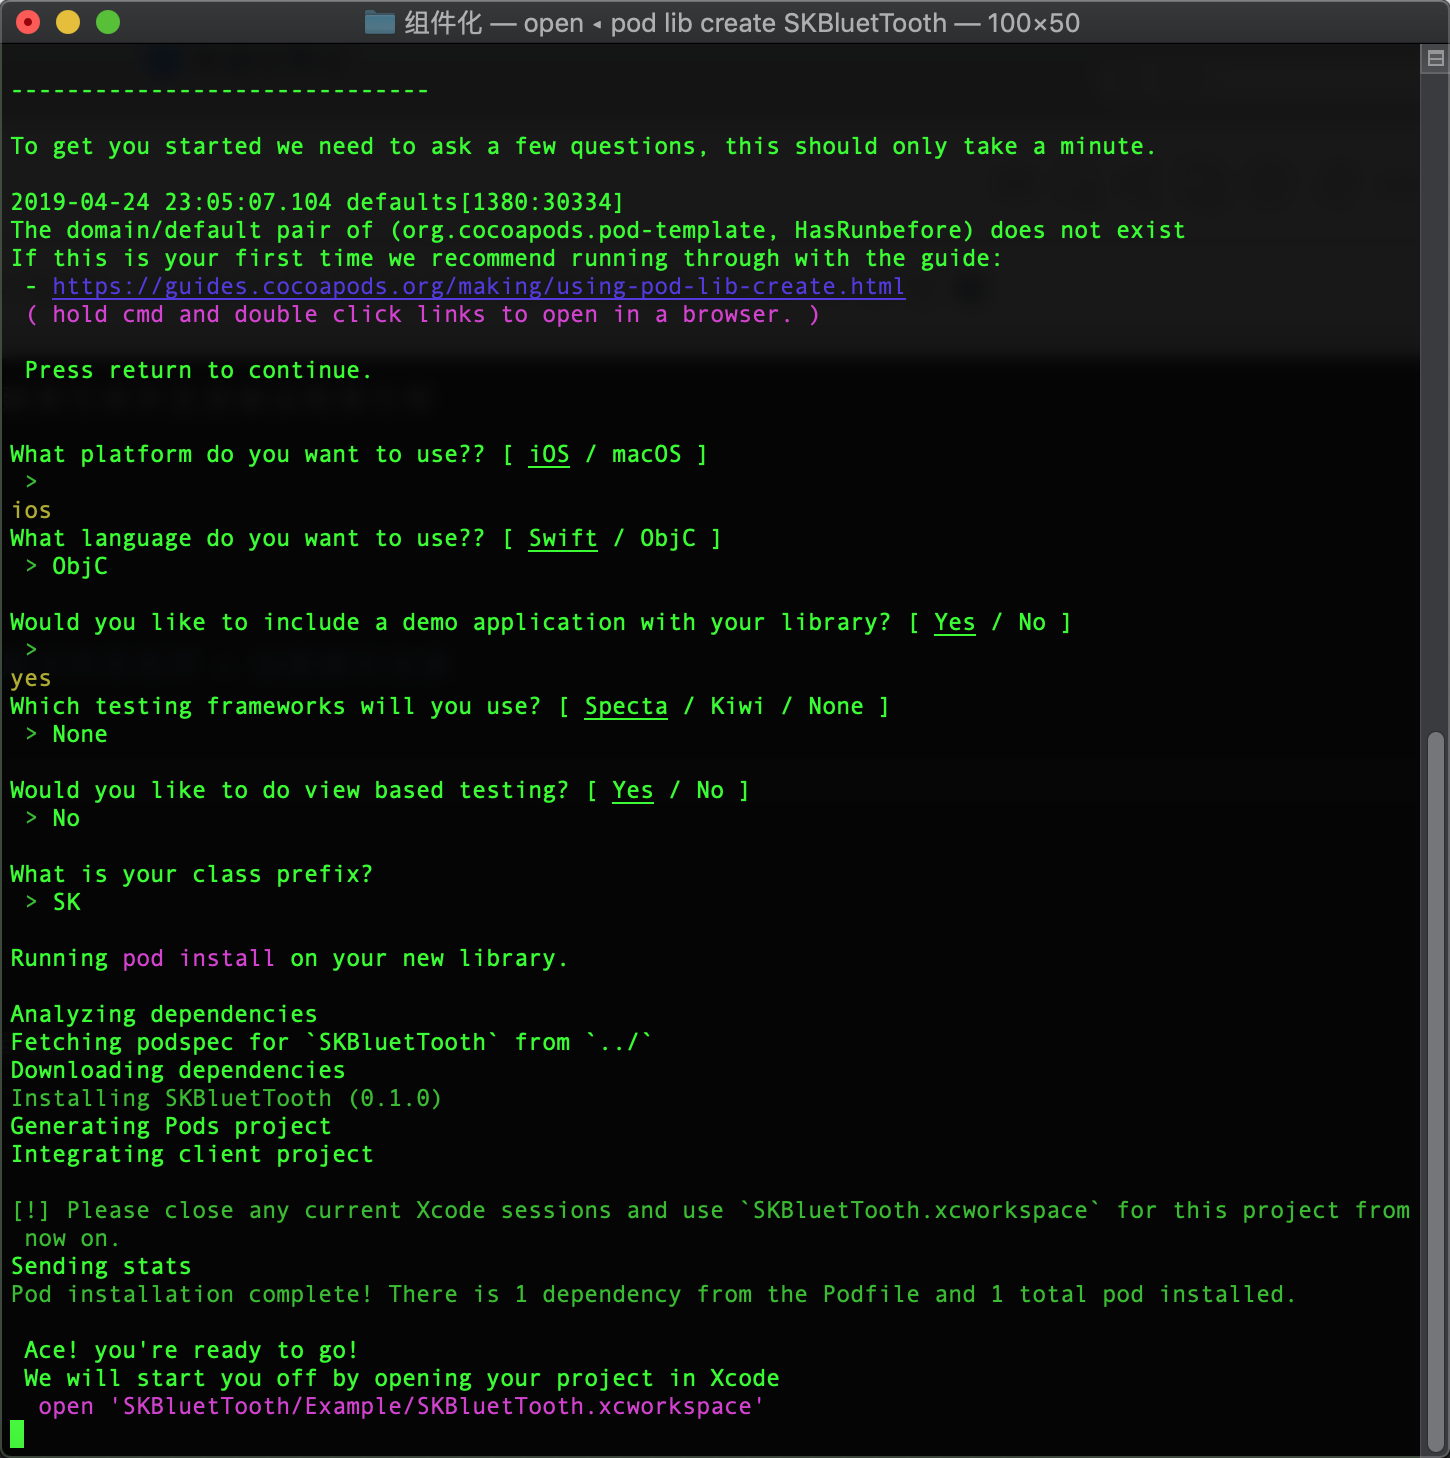 组件化 — open ◂ pod lib create SKBluetTooth — 100×50
------------------------------
To get you started we need to ask a few questions, this should only take a minute.
2019-04-24 23:05:07.104 defaults[1380:30334]
The domain/default pair of (org.cocoapods.pod-template, HasRunbefore) does not exist
If this is your first time we recommend running through with the guide:
- https://guides.cocoapods.org/making/using-pod-lib-create.html
( hold cmd and double click links to open in a browser. )
Press return to continue.
What platform do you want to use?? [ iOS / macOS ]
>
ios
What language do you want to use?? [ Swift / ObjC ]
> ObjC
Would you like to include a demo application with your library? [ Yes / No ]
>
yes
Which testing frameworks will you use? [ Specta / Kiwi / None ]
> None
Would you like to do view based testing? [ Yes / No ]
> No
What is your class prefix?
> SK
Running pod install on your new library.
Analyzing dependencies
Fetching podspec for `SKBluetTooth` from `../`
Downloading dependencies
Installing SKBluetTooth (0.1.0)
Generating Pods project
Integrating client project
[!] Please close any current Xcode sessions and use `SKBluetTooth.xcworkspace` for this project from
now on.
Sending stats
Pod installation complete! There is 1 dependency from the Podfile and 1 total pod installed.
Ace! you're ready to go!
We will start you off by opening your project in Xcode
open 'SKBluetTooth/Example/SKBluetTooth.xcworkspace'